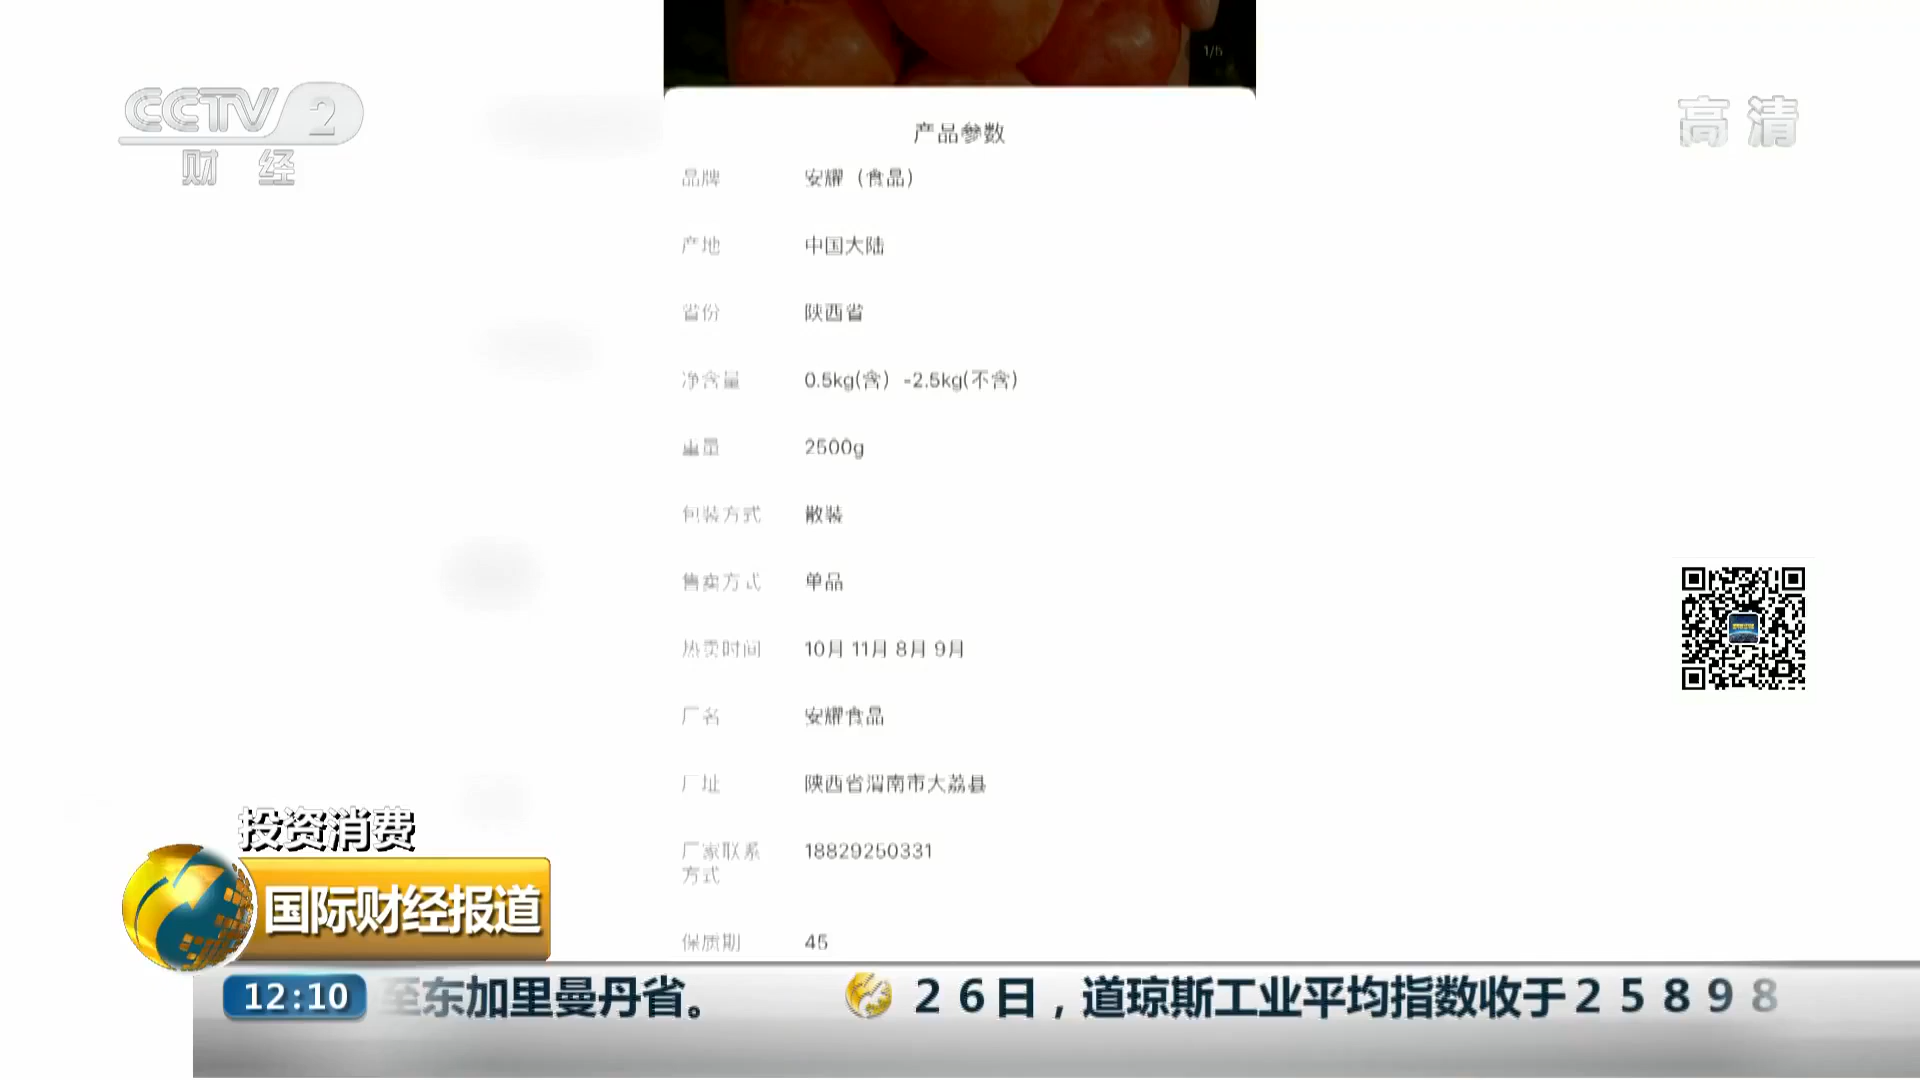 1/5
CCTV 2
财 经
高 清
产品参数
品牌 安耀（食品）
产地 中国大陆
省份 陕西省
净含量 0.5kg(含）-2.5kg(不含）
重量 2500g
包装方式 散装
售卖方式 单品
热卖时间 10月 11月 8月 9月
厂名 安耀食品
厂址 陕西省渭南市大荔县
厂家联系方式 18829250331
保质期 45
投资消费
国际财经报道
12:10 至东加里曼丹省。 26日，道琼斯工业平均指数收于25898